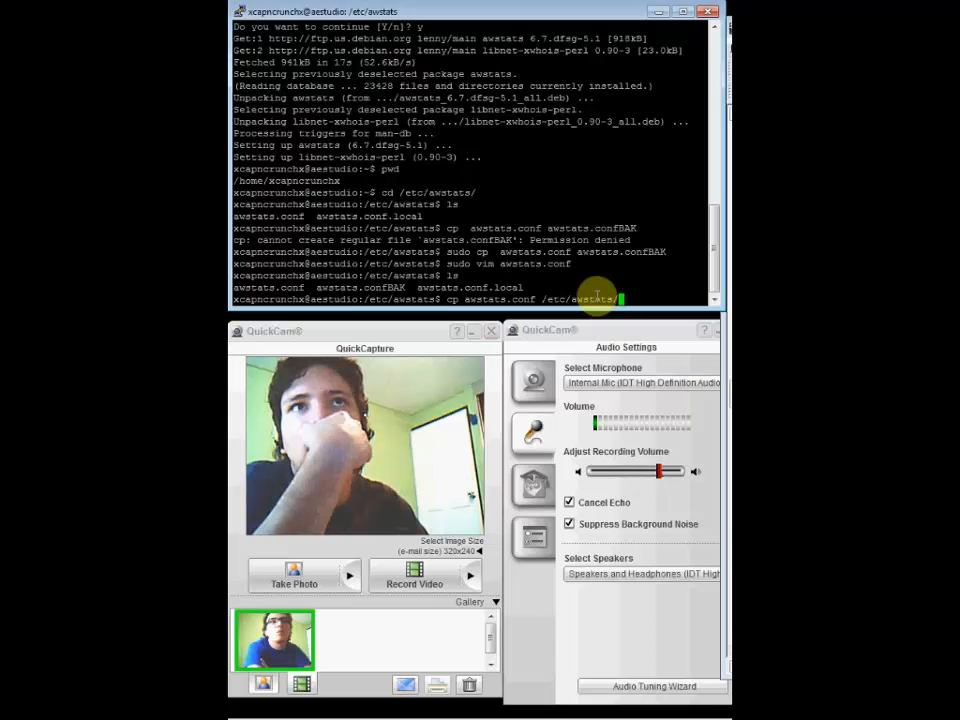 xcapncrunchx@aestudio: /etc/awstats
Do you want to continue [Y/n]? y
Get:1 http://ftp.us.debian.org lenny/main awstats 6.7.dfsg-5.1 [918kB]
Get:2 http://ftp.us.debian.org lenny/main libnet-xwhois-perl 0.90-3 [23.0kB]
Fetched 941kB in 17s (52.6kB/s)
Selecting previously deselected package awstats.
(Reading database ... 23428 files and directories currently installed.)
Unpacking awstats (from .../awstats_6.7.dfsg-5.1_all.deb) ...
Selecting previously deselected package libnet-xwhois-perl.
Unpacking libnet-xwhois-perl (from .../libnet-xwhois-perl_0.90-3_all.deb) ...
Processing triggers for man-db ...
Setting up awstats (6.7.dfsg-5.1) ...
Setting up libnet-xwhois-perl (0.90-3) ...
xcapncrunchx@aestudio:~$ pwd
/home/xcapncrunchx
xcapncrunchx@aestudio:~$ cd /etc/awstats/
xcapncrunchx@aestudio:/etc/awstats$ ls
awstats.conf  awstats.conf.local
xcapncrunchx@aestudio:/etc/awstats$ cp  awstats.conf awstats.confBAK
cp: cannot create regular file `awstats.confBAK': Permission denied
xcapncrunchx@aestudio:/etc/awstats$ sudo cp  awstats.conf awstats.confBAK
xcapncrunchx@aestudio:/etc/awstats$ sudo vim awstats.conf
xcapncrunchx@aestudio:/etc/awstats$ ls
awstats.conf  awstats.confBAK  awstats.conf.local
xcapncrunchx@aestudio:/etc/awstats$ cp awstats.conf /etc/awstats/
QuickCam®
QuickCapture
Select Image Size
(e-mail size) 320x240
Take Photo
Record Video
Gallery
QuickCam®
Audio Settings
Select Microphone
Internal Mic (IDT High Definition Audio
Volume
Adjust Recording Volume
Cancel Echo
Suppress Background Noise
Select Speakers
Speakers and Headphones (IDT High
Audio Tuning Wizard